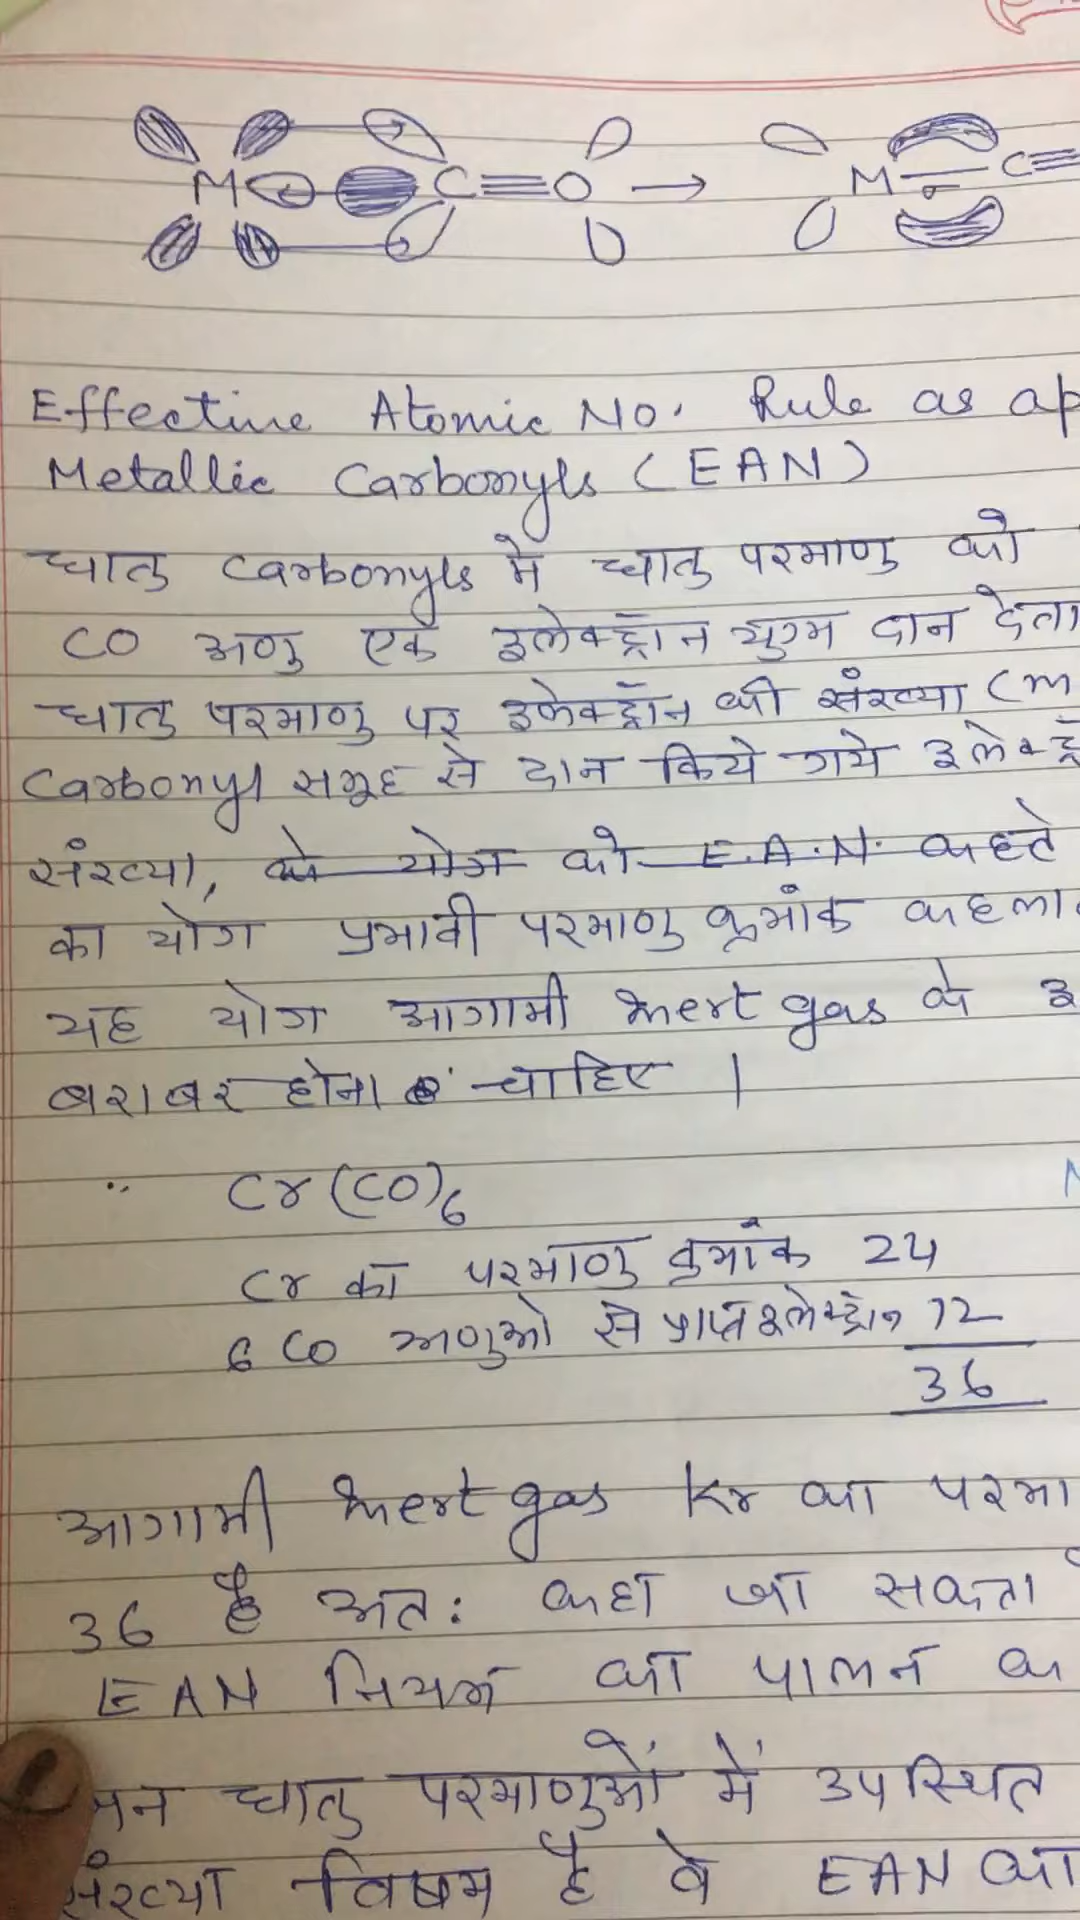 M C≡O → M = C≡
σ
Effective Atomic No. Rule as ap
Metallic Carbonyls (EAN)
धातु Carbonyls मे धातु परमाणु को
CO अणु एक इलेक्ट्रॉन युग्म दान देता
धातु परमाणु पर इलेक्ट्रॉन की संख्या (m
Carbonyl समूह से दान किये गये इलेक्ट्रॉ
संख्या, के योग को E.A.N. कहते
का योग प्रभावी परमाणु क्रमांक कहला
यह योग आगामी Inert gas के इ
बराबर होना चाहिए |
∵ Cr(CO)6
Cr का परमाणु क्रमांक 24
6 CO अणुओ से प्राप्त इलेक्ट्रॉन 12
36
आगामी Inert gas Kr का परमा
36 है अत: कहा जा सकता
EAN नियम का पालन क
धातु परमाणुओं में उपस्थित
संख्या विषम है वे EAN का